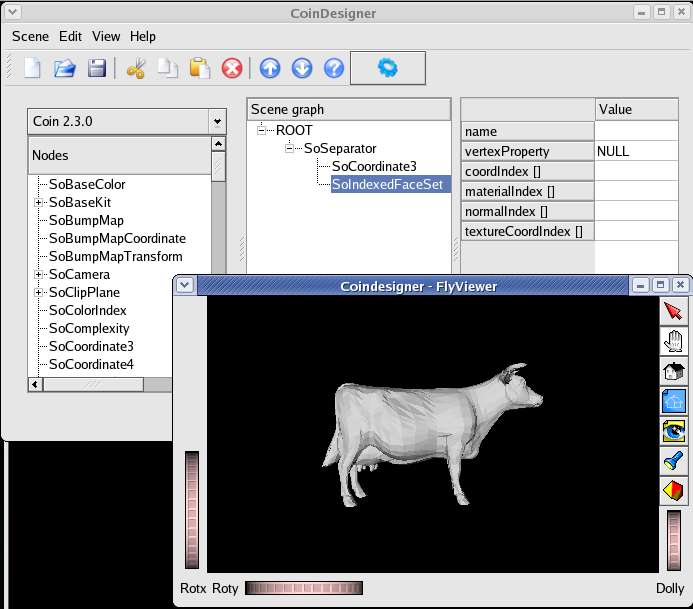 CoinDesigner
Scene Edit View Help
Coin 2.3.0
Nodes
SoBaseColor
SoBaseKit
SoBumpMap
SoBumpMapCoordinate
SoBumpMapTransform
SoCamera
SoClipPlane
SoColorIndex
SoComplexity
SoCoordinate3
SoCoordinate4
Scene graph
ROOT
SoSeparator
SoCoordinate3
SoIndexedFaceSet
Value
name
vertexProperty NULL
coordIndex []
materialIndex []
normalIndex []
textureCoordIndex []
Coindesigner - FlyViewer
Rotx Roty Dolly